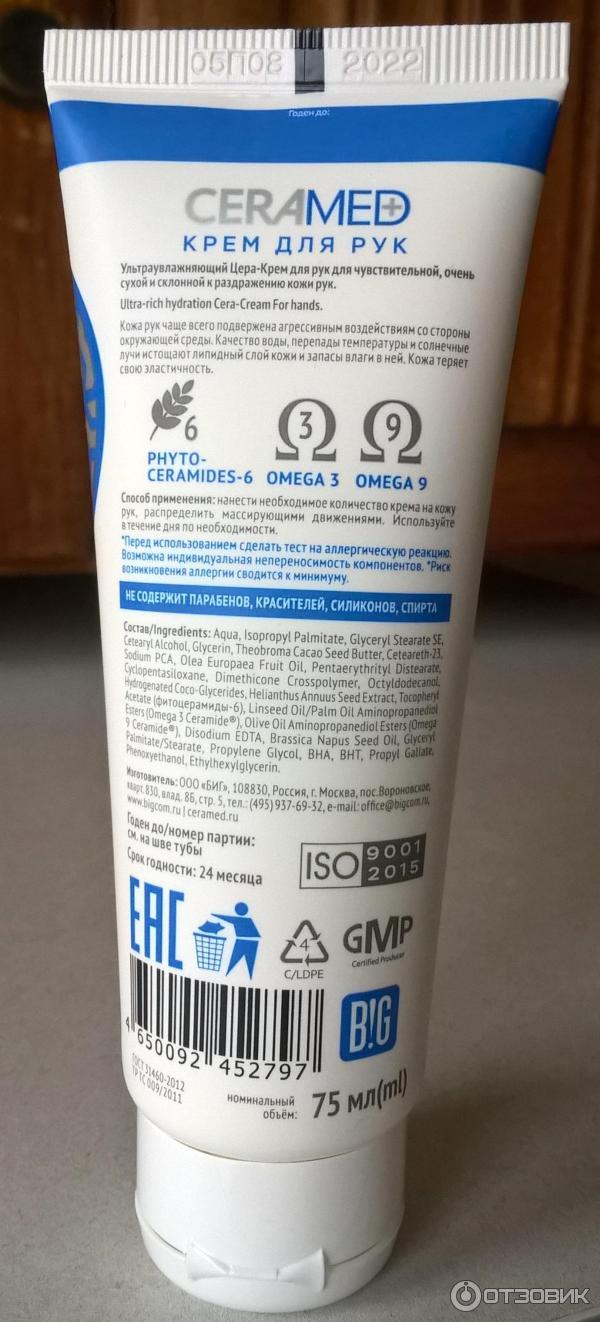 05П08 2022
Годен до:
CERAMED
КРЕМ ДЛЯ РУК
Ультраувлажняющий Цера-Крем для рук для чувствительной, очень
сухой и склонной к раздражению кожи рук.
Ultra-rich hydration Cera-Cream For hands.
Кожа рук чаще всего подвержена агрессивным воздействиям со стороны
окружающей среды. Качество воды, перепады температуры и солнечные
лучи истощают липидный слой кожи и запасы влаги в ней. Кожа теряет
свою эластичность.
6
3
9
PHYTO-
CERAMIDES-6 OMEGA 3 OMEGA 9
Способ применения: нанести необходимое количество крема на кожу
рук, распределить массирующими движениями. Используйте
в течение дня по необходимости.
*Перед использованием сделать тест на аллергическую реакцию.
Возможна индивидуальная непереносимость компонентов. *Риск
возникновения аллергии сводится к минимуму.
НЕ СОДЕРЖИТ ПАРАБЕНОВ, КРАСИТЕЛЕЙ, СИЛИКОНОВ, СПИРТА
Состав/Ingredients: Aqua, Isopropyl Palmitate, Glyceryl Stearate SE,
Cetearyl Alcohol, Glycerin, Theobroma Cacao Seed Butter, Ceteareth-23,
Sodium PCA, Olea Europaea Fruit Oil, Pentaerythrityl Distearate,
Cyclopentasiloxane, Dimethicone Crosspolymer, Octyldodecanol,
Hydrogenated Coco-Glycerides, Helianthus Annuus Seed Extract, Tocopheryl
Acetate (фитоцерамиды-6), Linseed Oil/Palm Oil Aminopropanediol
Esters (Omega 3 Ceramide®), Olive Oil Aminopropanediol Esters (Omega
9 Ceramide®), Disodium EDTA, Brassica Napus Seed Oil, Glyceryl
Palmitate/Stearate, Propylene Glycol, BHA, BHT, Propyl Gallate,
Phenoxyethanol, Ethylhexylglycerin.
Изготовитель: ООО «БИГ», 108830, Россия, г. Москва, пос. Вороновское,
кварт. 830, влад. 8Б, стр. 5, тел.: (495) 937-69-32, e-mail: office@bigcom.ru,
www.bigcom.ru | ceramed.ru
Годен до/номер партии:
см. на шве тубы
Срок годности: 24 месяца
ISO 9001
2015
EAC
4
C/LDPE
GMP
Certified Producer
B!G
4 650092 452797
ГОСТ 31460-2012
ТР ТС 009/2011
номинальный
объём: 75 мл(ml)
ОТЗОВИК